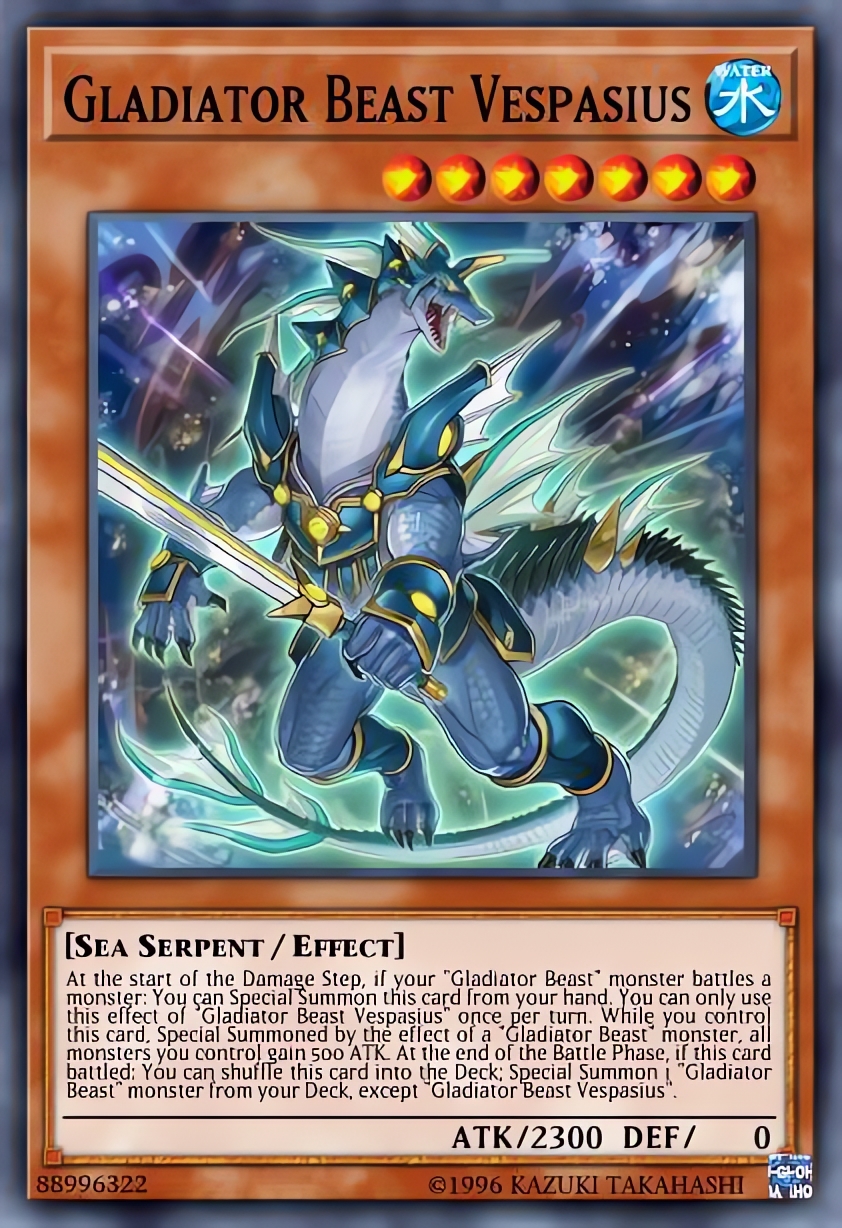 GLADIATOR BEAST VESPASIUS
WATER
水
[SEA SERPENT / EFFECT]
At the start of the Damage Step, if your "Gladiator Beast" monster battles a
monster: You can Special Summon this card from your hand. You can only use
this effect of "Gladiator Beast Vespasius" once per turn. While you control
this card, Special Summoned by the effect of a "Gladiator Beast" monster, all
monsters you control gain 500 ATK. At the end of the Battle Phase, if this card
battled: You can shuffle this card into the Deck; Special Summon 1 "Gladiator
Beast" monster from your Deck, except "Gladiator Beast Vespasius".
ATK/2300 DEF/ 0
88996322
©1996 KAZUKI TAKAHASHI